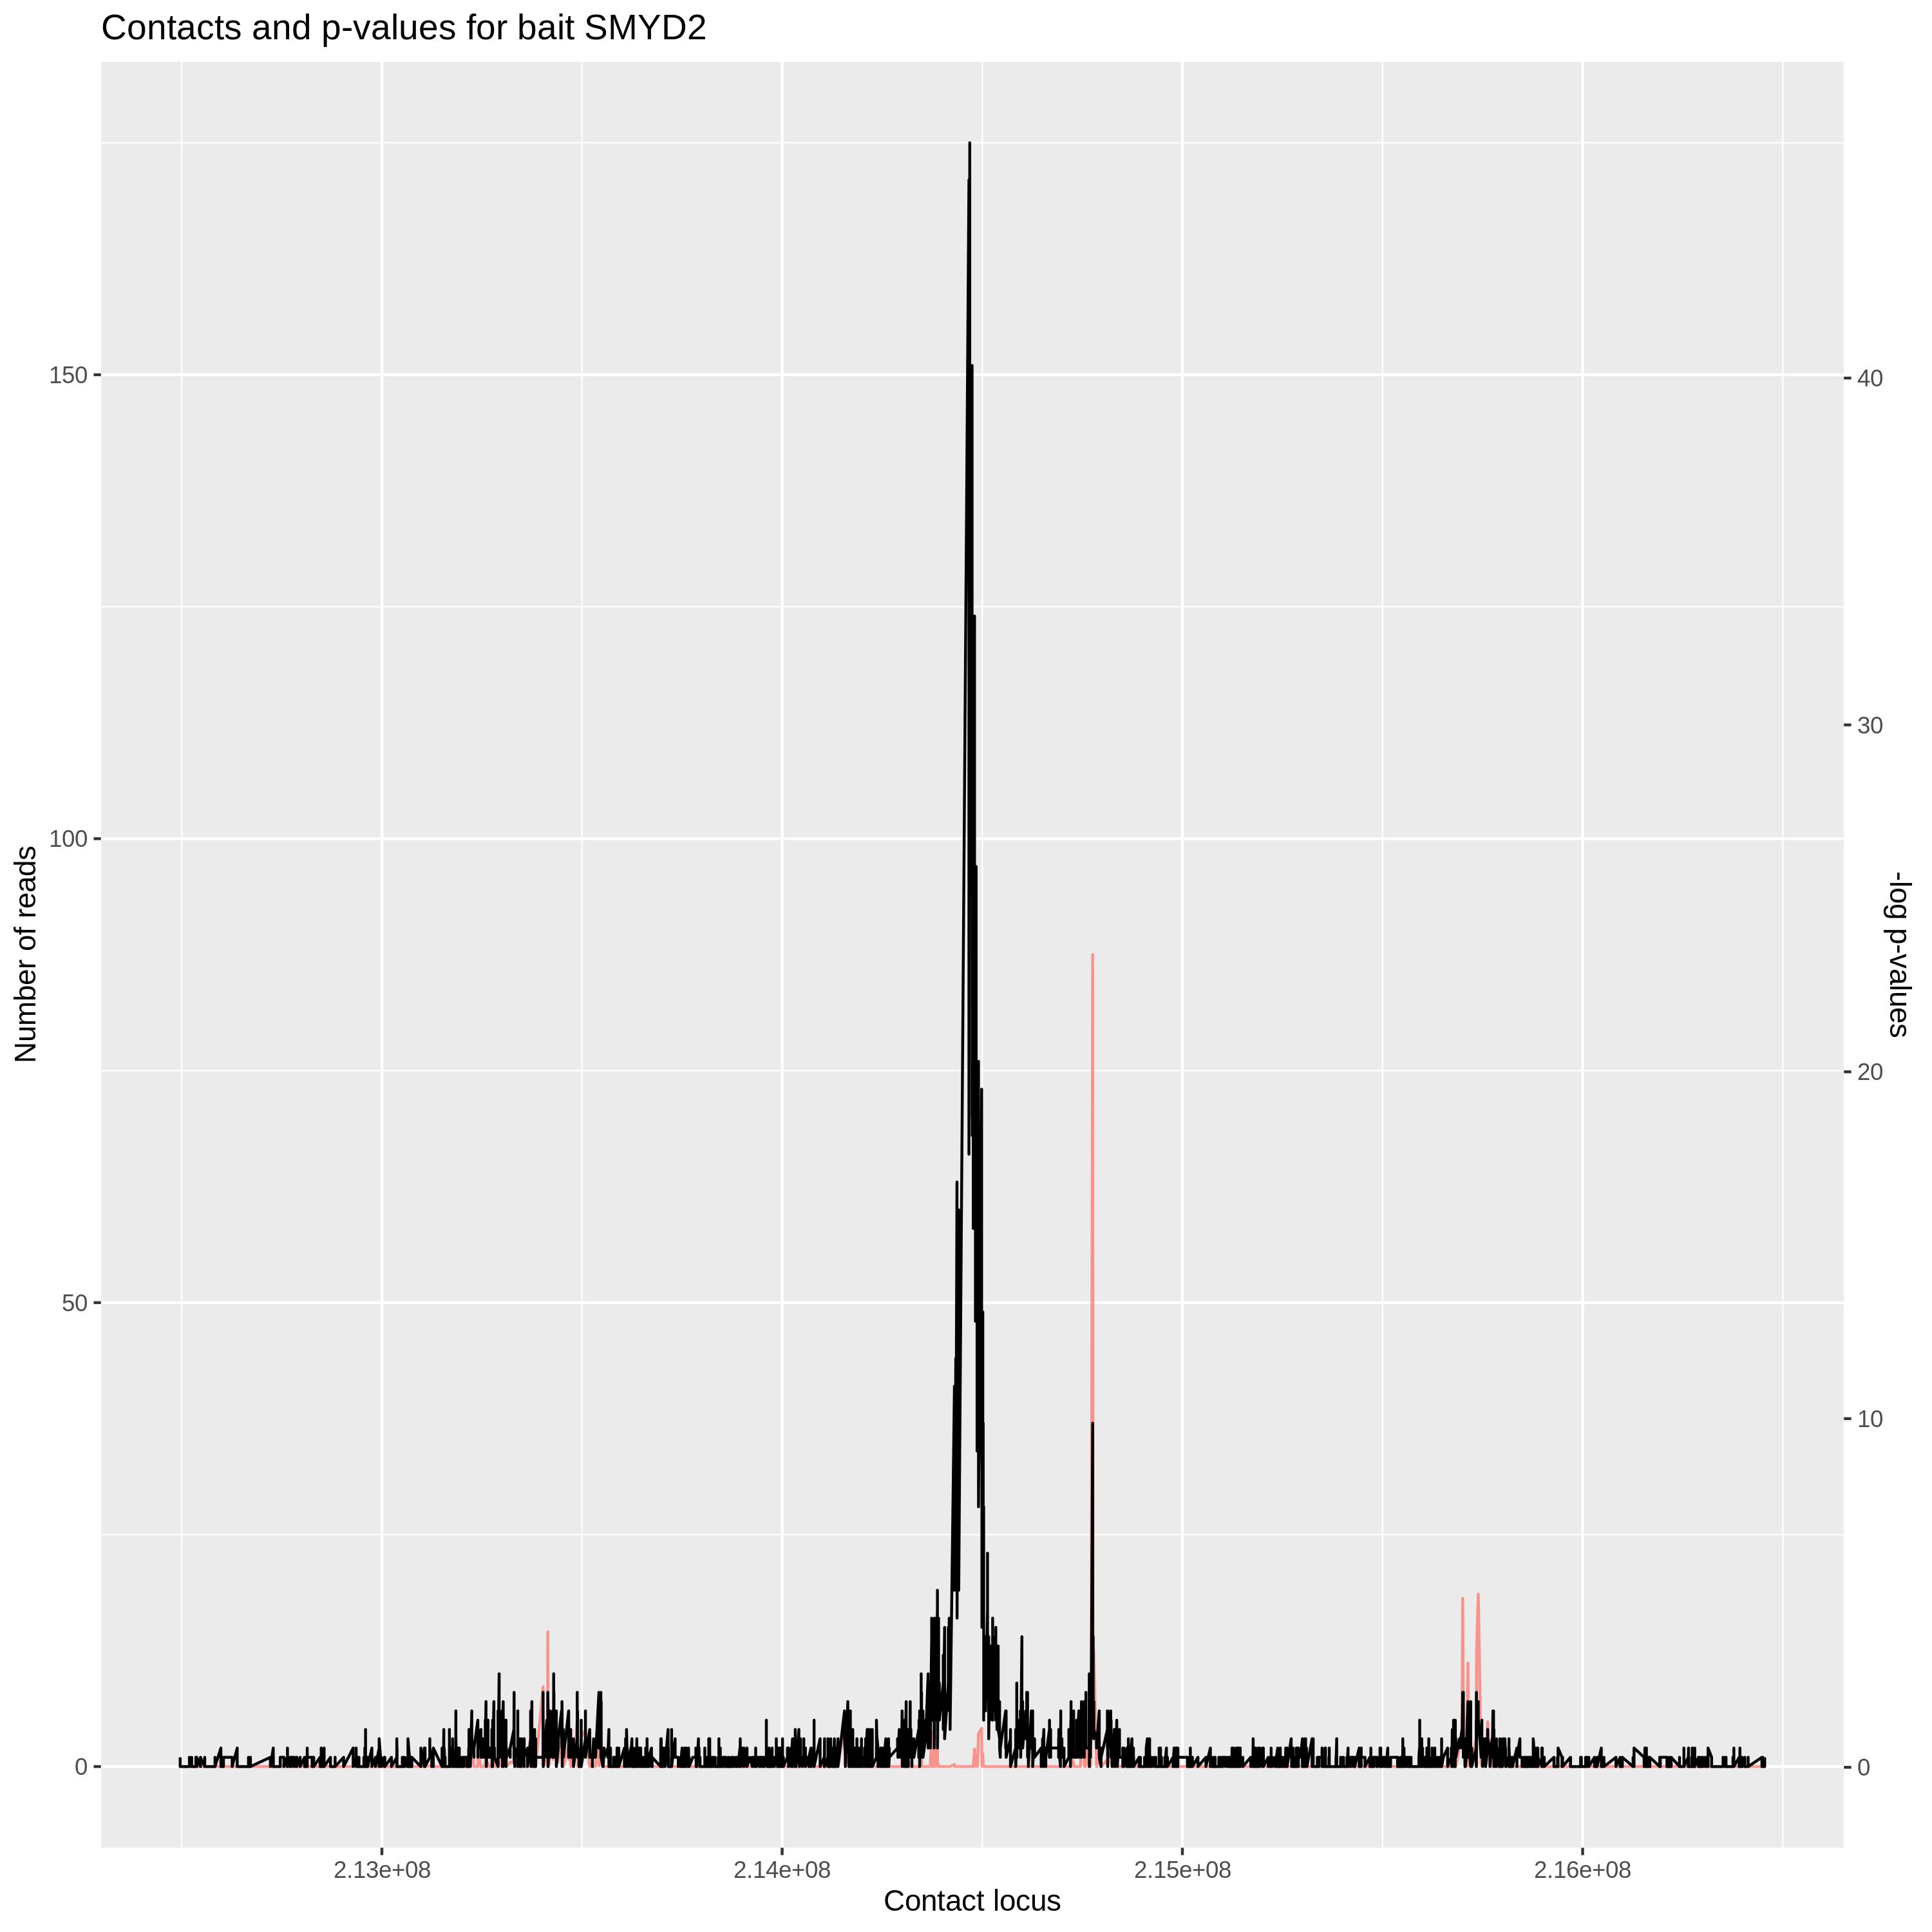 Contacts and p-values for bait SMYD2
150
100
50
0
Number of reads
40
30
20
10
0
-log p-values
2.13e+08
2.14e+08
2.15e+08
2.16e+08
Contact locus